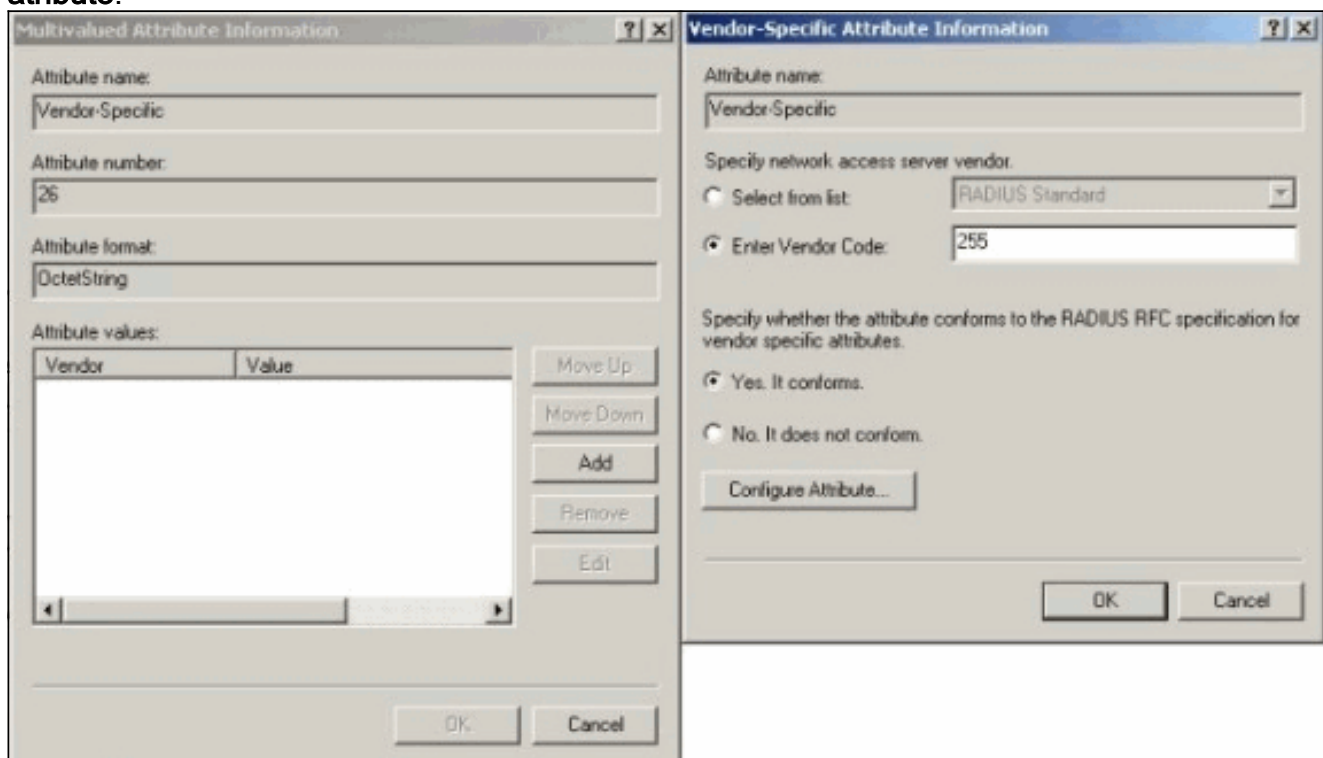 atributo.
Multivalued Attribute Information
Attribute name:
Vendor-Specific
Attribute number:
26
Attribute format:
OctetString
Attribute values:
Vendor Value
Move Up
Move Down
Add
Remove
Edit
OK Cancel
Vendor-Specific Attribute Information
Attribute name:
Vendor-Specific
Specify network access server vendor.
Select from list: RADIUS Standard
Enter Vendor Code: 255
Specify whether the attribute conforms to the RADIUS RFC specification for
vendor specific attributes.
Yes. It conforms.
No. It does not conform.
Configure Attribute...
OK Cancel